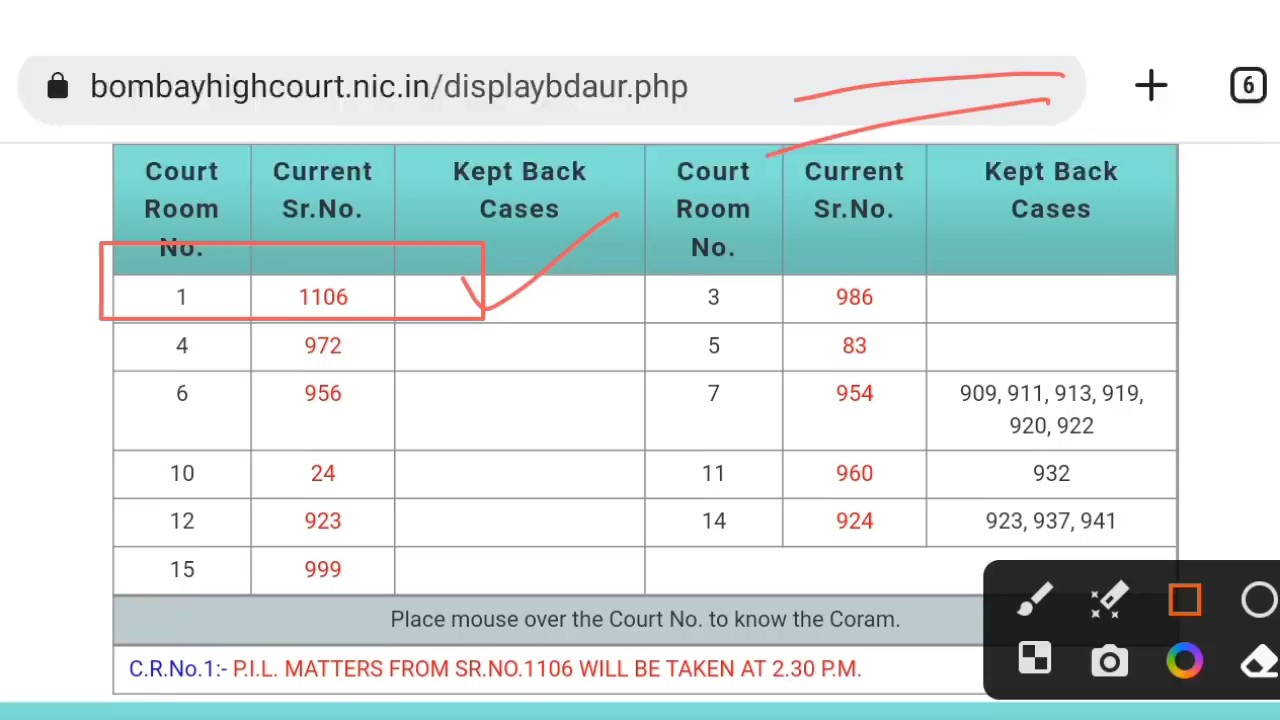 bombayhighcourt.nic.in/displaybdaur.php
6
Court Room No. Current Sr.No. Kept Back Cases Court Room No. Current Sr.No. Kept Back Cases
1 1106 3 986
4 972 5 83
6 956 7 954 909, 911, 913, 919, 920, 922
10 24 11 960 932
12 923 14 924 923, 937, 941
15 999
Place mouse over the Court No. to know the Coram.
C.R.No.1:- P.I.L. MATTERS FROM SR.NO.1106 WILL BE TAKEN AT 2.30 P.M.